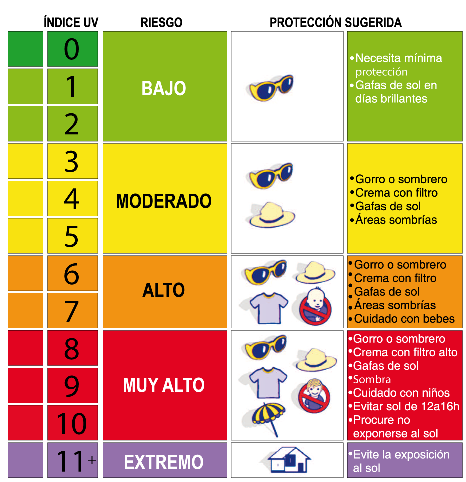 ÍNDICE UV RIESGO PROTECCIÓN SUGERIDA
0
1
2
BAJO
•Necesita mínima
protección
•Gafas de sol en
días brillantes
3
4
5
MODERADO
•Gorro o sombrero
•Crema con filtro
•Gafas de sol
•Áreas sombrías
6
7
ALTO
•Gorro o sombrero
•Crema con filtro
•Gafas de sol
•Áreas sombrías
•Cuidado con bebes
8
9
10
MUY ALTO
•Gorro o sombrero
•Crema con filtro alto
•Gafas de sol
•Sombra
•Cuidado con niños
•Evitar sol de 12a16h
•Procure no
exponerse al sol
11+
EXTREMO
•Evite la exposición
al sol